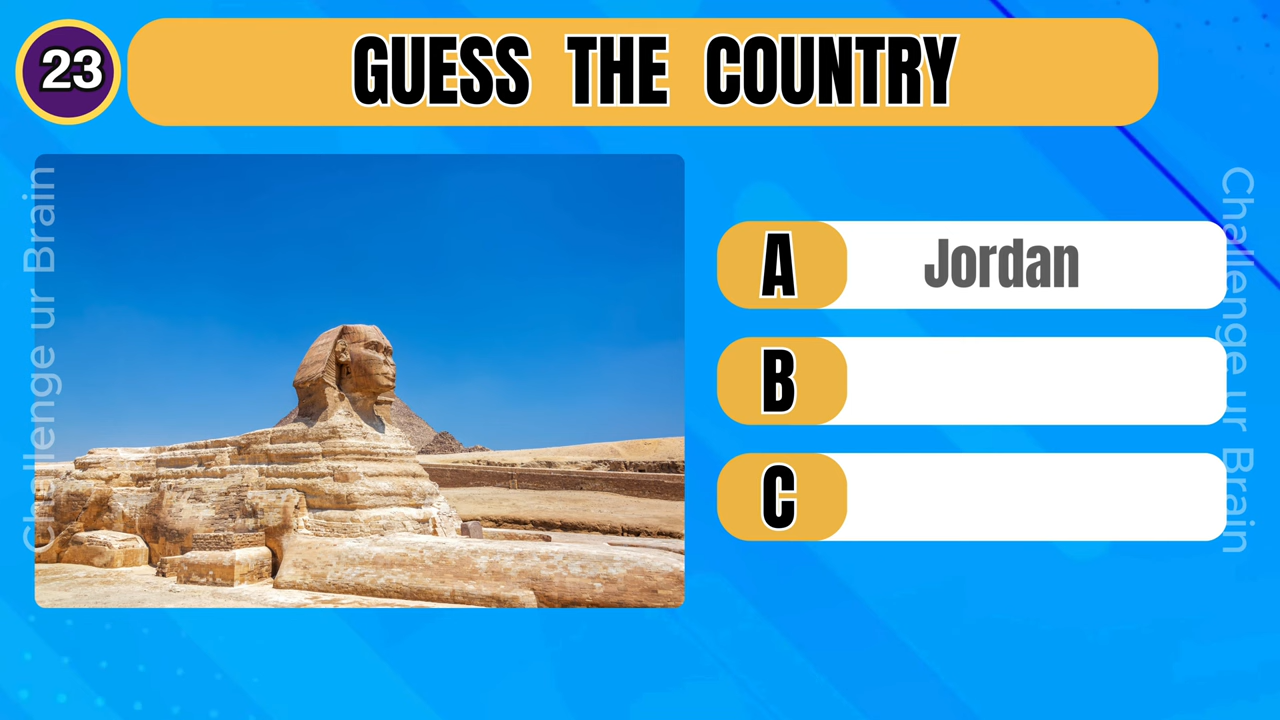 23
GUESS THE COUNTRY
Challenge ur Brain
A Jordan
B
C
Challenge ur Brain